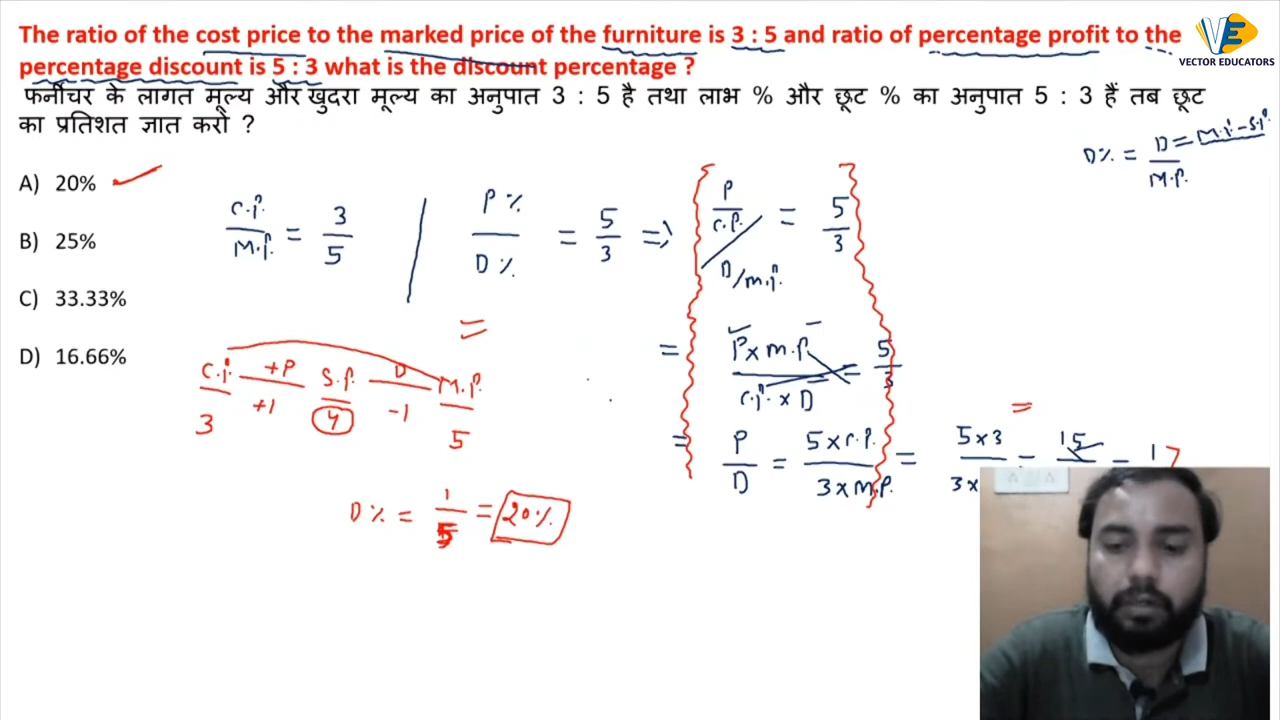 The ratio of the cost price to the marked price of the furniture is 3 : 5 and ratio of percentage profit to the
percentage discount is 5 : 3 what is the discount percentage ?
फर्नीचर के लागत मूल्य और खुदरा मूल्य का अनुपात 3 : 5 है तथा लाभ % और छूट % का अनुपात 5 : 3 हैं तब छूट
का प्रतिशत ज्ञात करों ?
VE
VECTOR EDUCATORS
D% = D = M.P - S.P
M.P.
A) 20%
B) 25%
C) 33.33%
D) 16.66%
C.P. / M.P. = 3 / 5
P% / D% = 5 / 3 =>
P / C.P. / D/M.P. = 5 / 3
=
= P x M.P / C.P x D = 5 / 3
C.P +P S.P. D M.P.
3 +1 4 -1 5
= P / D = 5 x C.P. / 3 x M.P. = 5 x 3 / 3 x = 15 = 1
=
D% = 1 / 5 = 20%